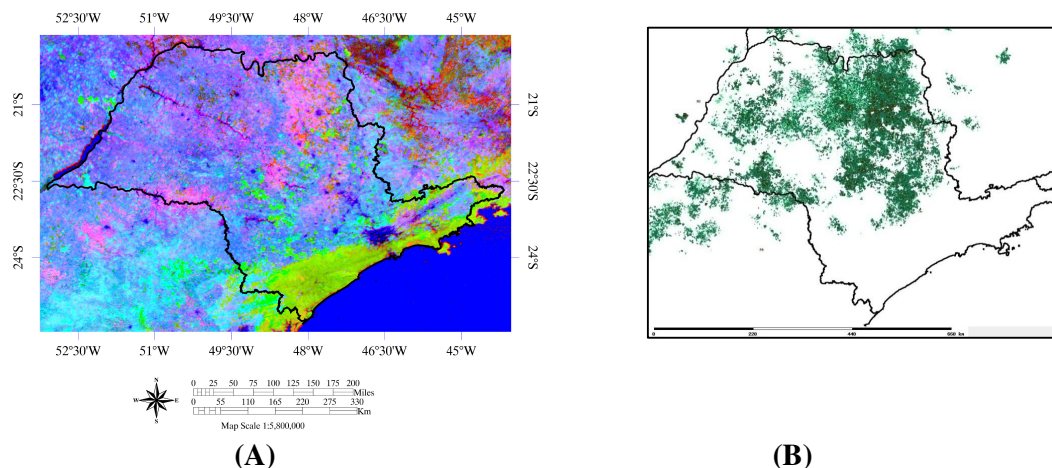 52°30'W 51°W 49°30'W 48°W 46°30'W 45°W
21°S 21°S
22°30'S 22°30'S
24°S 24°S
52°30'W 51°W 49°30'W 48°W 46°30'W 45°W
N
W E
S
0 25 50 75 100 125 150 200
Miles
0 55 110 165 220 275 330
Km
Map Scale 1:5,800,000
0 220 440 660 km
(A) (B)